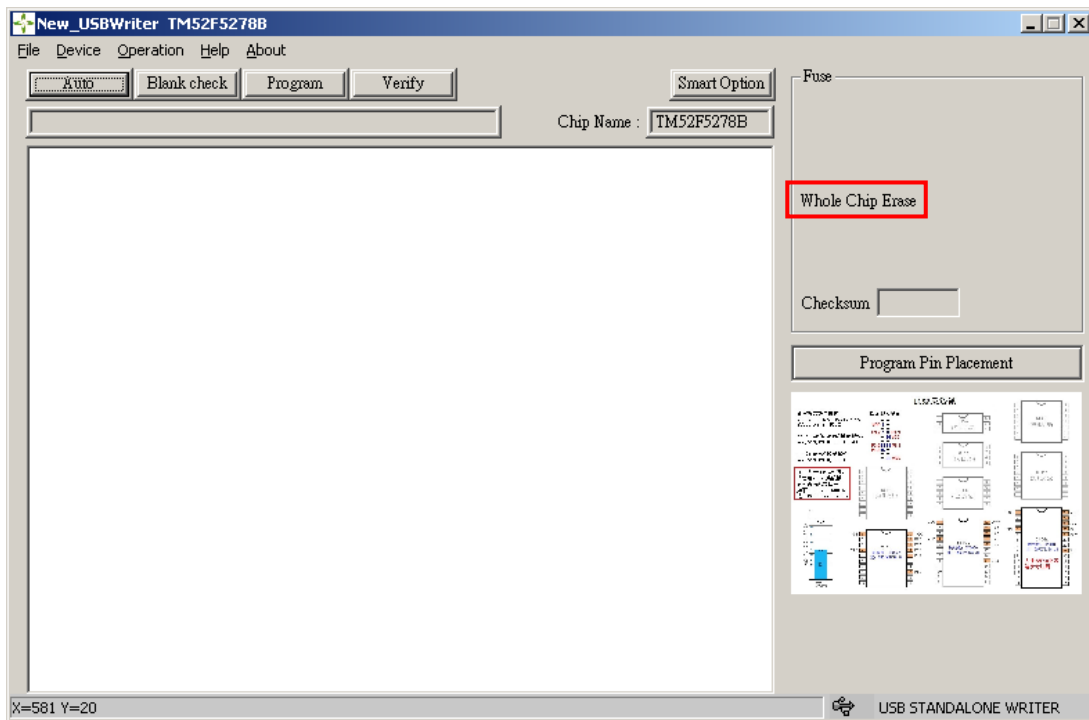 New_USBWriter TM52F5278B
File Device Operation Help About
Auto Blank check Program Verify Smart Option
Chip Name : TM52F5278B
Fuse
Whole Chip Erase
Checksum
Program Pin Placement
X=581 Y=20
USB STANDALONE WRITER